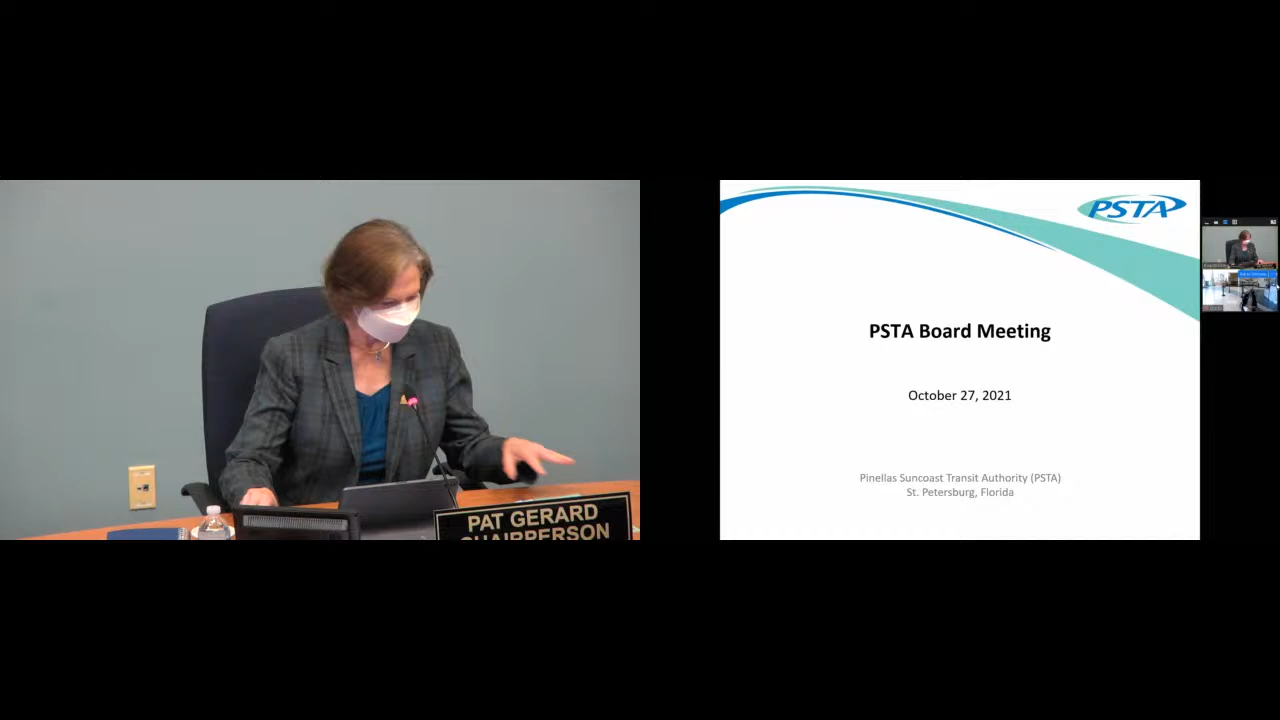 PAT GERARD
CHAIRPERSON
PSTA
PSTA Board Meeting
October 27, 2021
Pinellas Suncoast Transit Authority (PSTA)
St. Petersburg, Florida